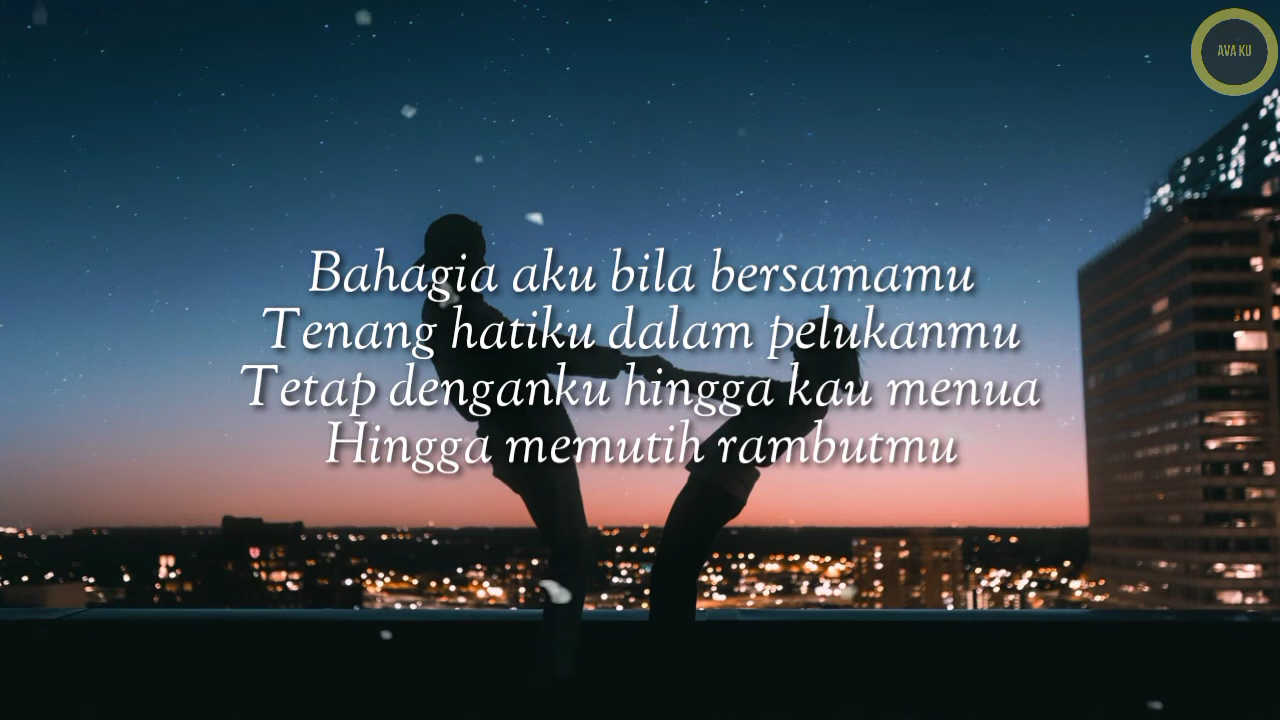 AVA KU
Bahagia aku bila bersamamu
Tenang hatiku dalam pelukanmu
Tetap denganku hingga kau menua
Hingga memutih rambutmu